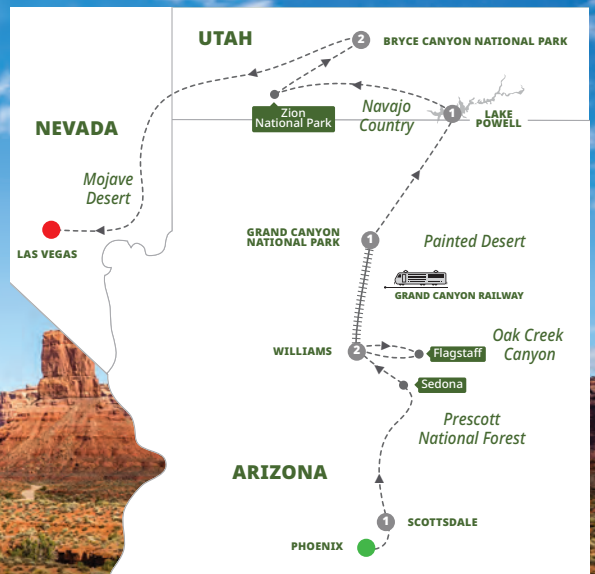 UTAH
2
BRYCE CANYON NATIONAL PARK
Zion
National Park
Navajo
Country
1
LAKE
POWELL
NEVADA
Mojave
Desert
LAS VEGAS
GRAND CANYON
NATIONAL PARK
1
Painted Desert
GRAND CANYON RAILWAY
WILLIAMS
2
Flagstaff
Oak Creek
Canyon
Sedona
Prescott
National Forest
ARIZONA
1
SCOTTSDALE
PHOENIX